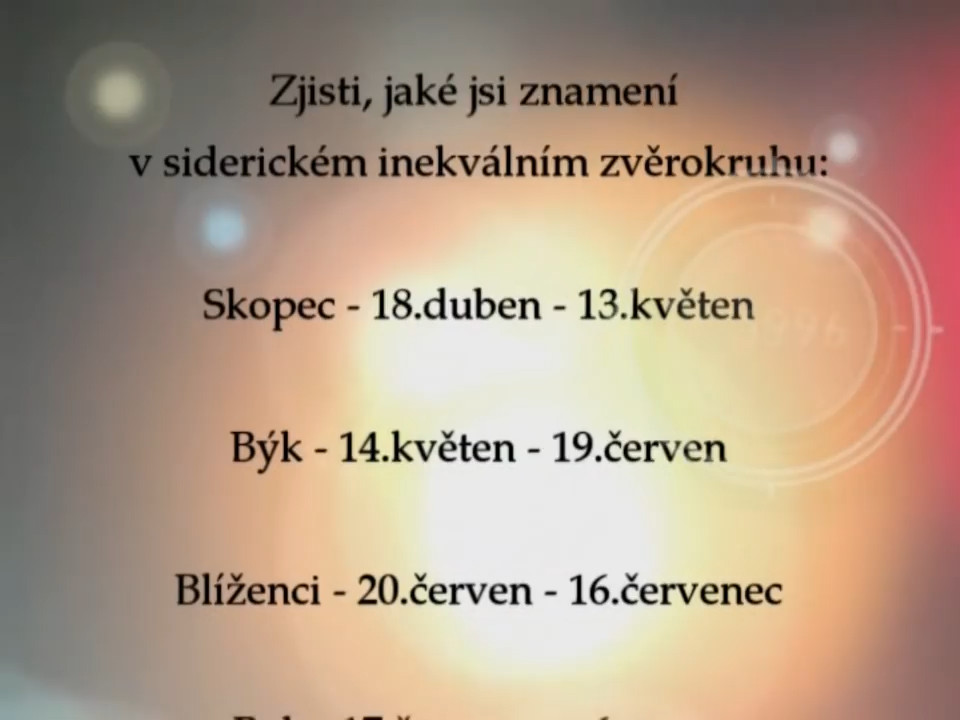 Zjisti, jaké jsi znamení
v siderickém inekválním zvěrokruhu:
Skopec - 18.duben - 13.květen
Býk - 14.květen - 19.červen
Blíženci - 20.červen - 16.červenec